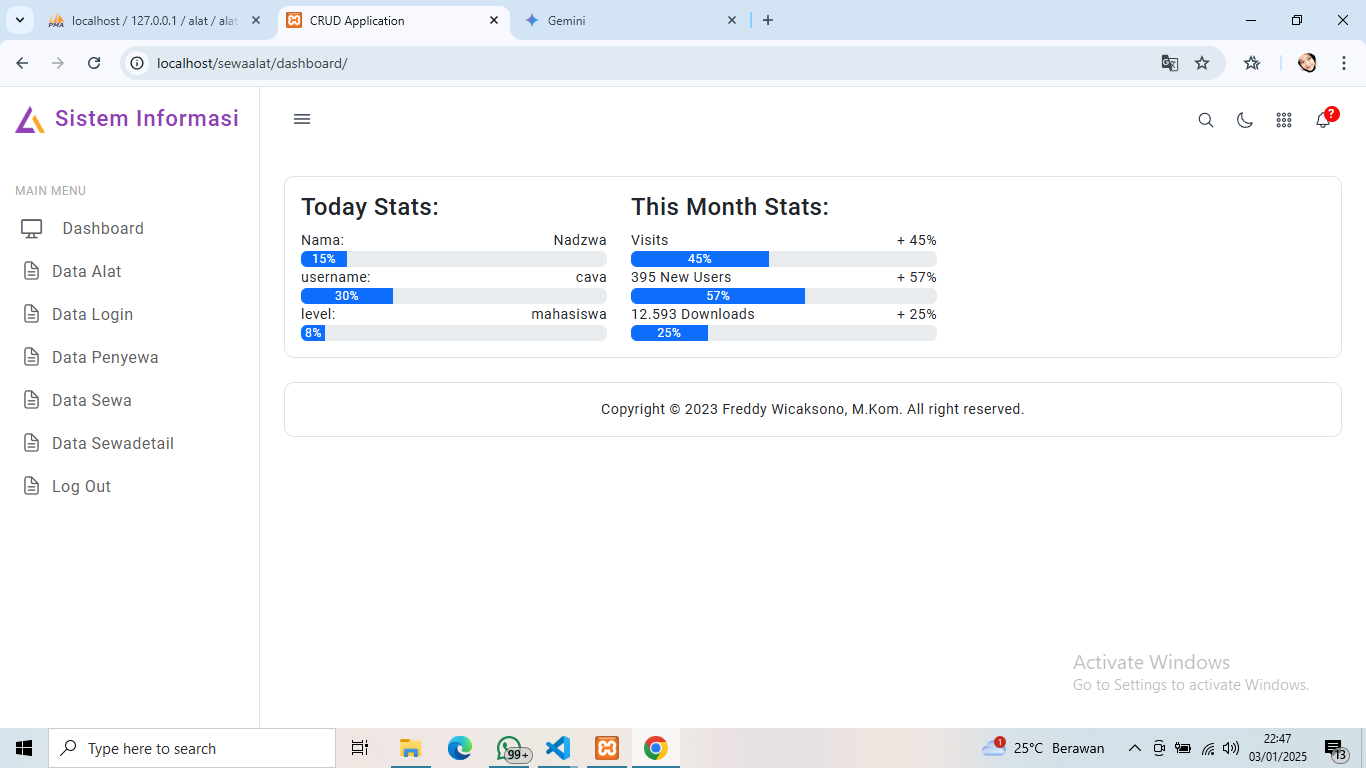 localhost / 127.0.0.1 / alat / alat
CRUD Application
Gemini
localhost/sewaalat/dashboard/
Sistem Informasi
?
MAIN MENU
Dashboard
Data Alat
Data Login
Data Penyewa
Data Sewa
Data Sewadetail
Log Out
Today Stats:
Nama: Nadzwa
15%
username: cava
30%
level: mahasiswa
8%
This Month Stats:
Visits + 45%
45%
395 New Users + 57%
57%
12.593 Downloads + 25%
25%
Copyright © 2023 Freddy Wicaksono, M.Kom. All right reserved.
Activate Windows
Go to Settings to activate Windows.
Type here to search
99+
1
25°C Berawan
22:47
03/01/2025
13